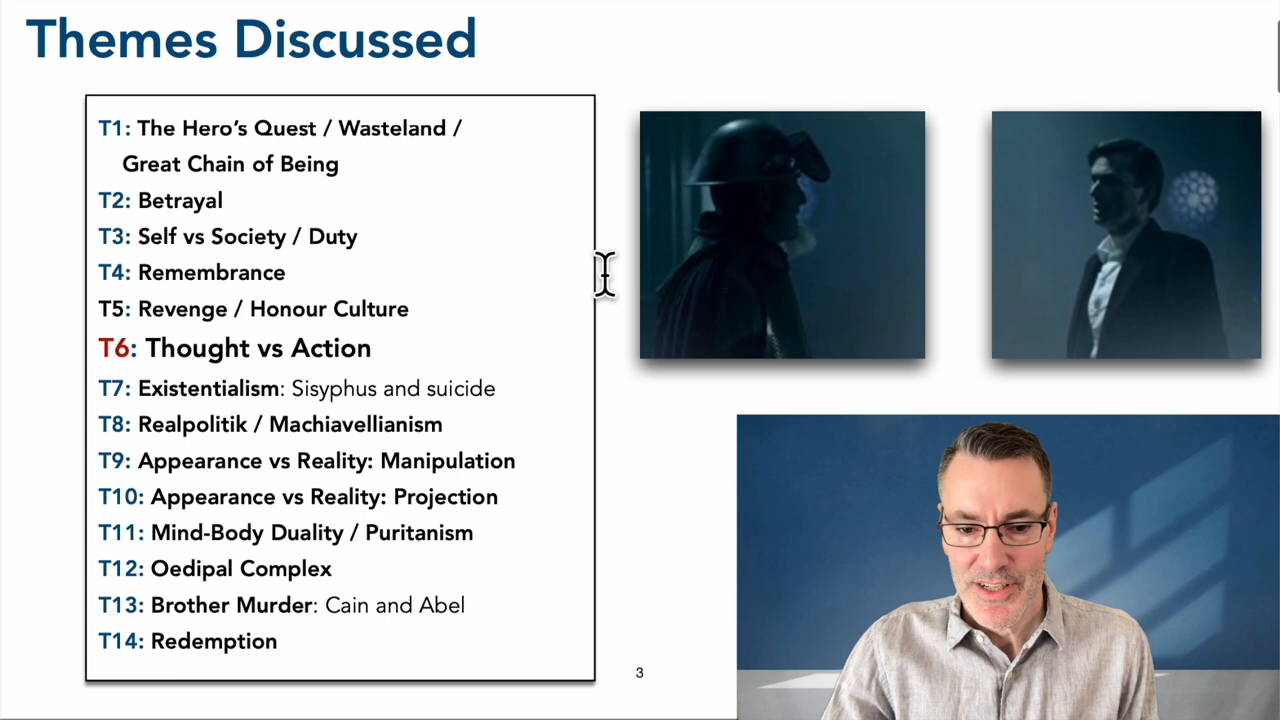 Themes Discussed
T1: The Hero’s Quest / Wasteland /
Great Chain of Being
T2: Betrayal
T3: Self vs Society / Duty
T4: Remembrance
T5: Revenge / Honour Culture
T6: Thought vs Action
T7: Existentialism: Sisyphus and suicide
T8: Realpolitik / Machiavellianism
T9: Appearance vs Reality: Manipulation
T10: Appearance vs Reality: Projection
T11: Mind-Body Duality / Puritanism
T12: Oedipal Complex
T13: Brother Murder: Cain and Abel
T14: Redemption
3